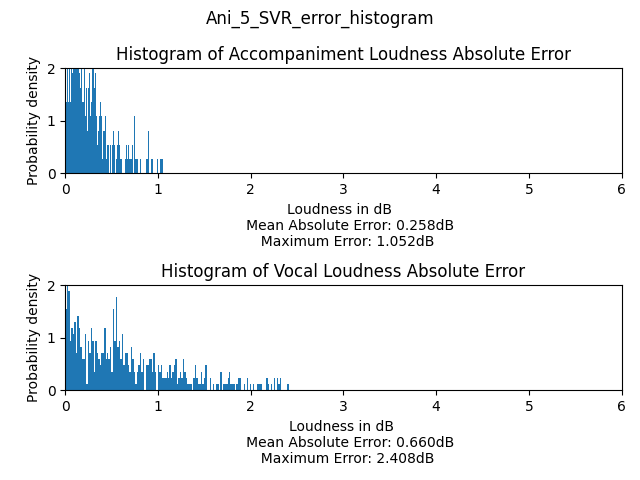 Ani_5_SVR_error_histogram
Histogram of Accompaniment Loudness Absolute Error
Probability density
2
1
0
0 1 2 3 4 5 6
Loudness in dB
Mean Absolute Error: 0.258dB
Maximum Error: 1.052dB
Histogram of Vocal Loudness Absolute Error
Probability density
2
1
0
0 1 2 3 4 5 6
Loudness in dB
Mean Absolute Error: 0.660dB
Maximum Error: 2.408dB